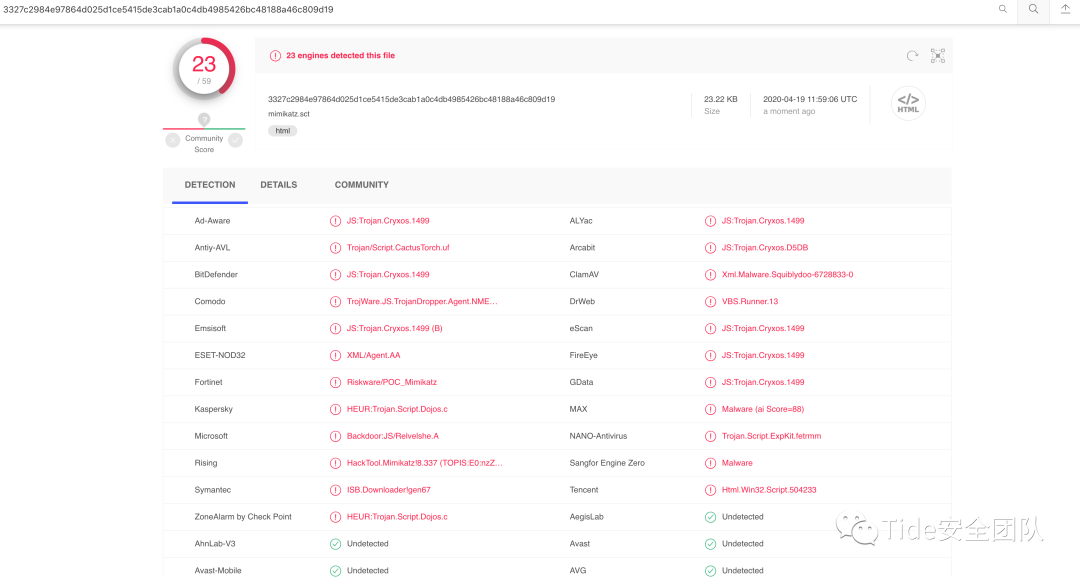 3327c2984e97864d025d1ce5415de3cab1a0c4db4985426bc48188a46c809d19
23
/ 59
23 engines detected this file
3327c2984e97864d025d1ce5415de3cab1a0c4db4985426bc48188a46c809d19
mimikatz.sct
html
23.22 KB
Size
2020-04-19 11:59:06 UTC
a moment ago
</>
HTML
?
Community
Score
DETECTION DETAILS COMMUNITY
Ad-Aware JS:Trojan.Cryxos.1499 ALYac JS:Trojan.Cryxos.1499
Antiy-AVL Trojan/Script.CactusTorch.uf Arcabit JS:Trojan.Cryxos.D5DB
BitDefender JS:Trojan.Cryxos.1499 ClamAV Xml.Malware.Squiblydoo-6728833-0
Comodo TrojWare.JS.TrojanDropper.Agent.NME... DrWeb VBS.Runner.13
Emsisoft JS:Trojan.Cryxos.1499 (B) eScan JS:Trojan.Cryxos.1499
ESET-NOD32 XML/Agent.AA FireEye JS:Trojan.Cryxos.1499
Fortinet Riskware/POC_Mimikatz GData JS:Trojan.Cryxos.1499
Kaspersky HEUR:Trojan.Script.Dojos.c MAX Malware (ai Score=88)
Microsoft Backdoor:JS/Relvelshe.A NANO-Antivirus Trojan.Script.ExpKit.fetrmm
Rising HackTool.Mimikatz!8.337 (TOPIS:E0:nzZ... Sangfor Engine Zero Malware
Symantec ISB.Downloader!gen67 Tencent Html.Win32.Script.504233
ZoneAlarm by Check Point HEUR:Trojan.Script.Dojos.c AegisLab Undetected
AhnLab-V3 Undetected Avast Undetected
Avast-Mobile Undetected AVG Undetected
Tide安全团队